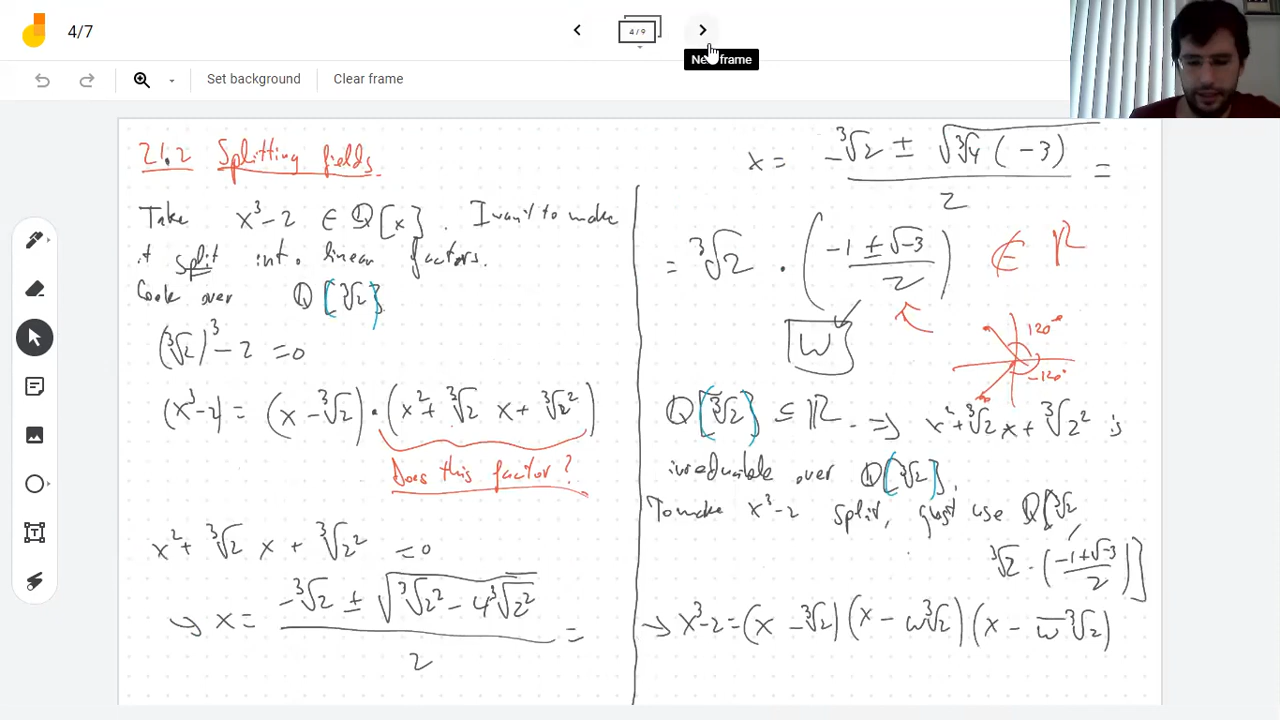 4/7
4/9
New frame
Set background
Clear frame
21.2 Splitting fields.
Take x³-2 ∈ ℚ[x]. I want to make
it split into linear factors.
Look over ℚ[∛2]
(∛2)³ - 2 = 0
(x³-2) = (x - ∛2) · (x² + ∛2 x + ∛2²)
Does this factor?
x² + ∛2 x + ∛2² = 0
→ x = (-∛2 ± √(∛2² - 4∛2²)) / 2 =
x = (-∛2 ± √(∛4 (-3))) / 2 =
= ∛2 · ((-1 ± √-3) / 2) ∉ ℝ
w
120°
-120°
ℚ[∛2] ⊆ ℝ. ⇒ x² + ∛2 x + ∛2² is
irreducible over ℚ[∛2].
To make x³-2 split, just use ℚ[∛2,
∛2 · ((-1+√-3) / 2)]
→ x³-2 = (x - ∛2)(x - w∛2)(x - w̅∛2)